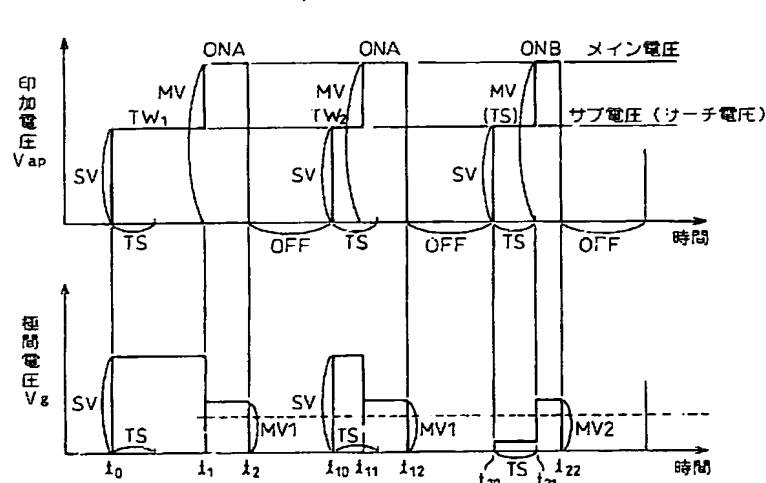 ONA ONA ONB メイン電圧
印加電圧 Vap
MV MV MV
TW₁ TW₂ (TS) サブ電圧（サーチ電圧）
SV SV SV
TS OFF TS OFF TS OFF 時間
極間電圧 Vg
SV SV
TS MV1 TS MV1 MV2
t₀ t₁ t₂ t₁₀ t₁₁ t₁₂ t₂₀ TS t₂₁ t₂₂ 時間